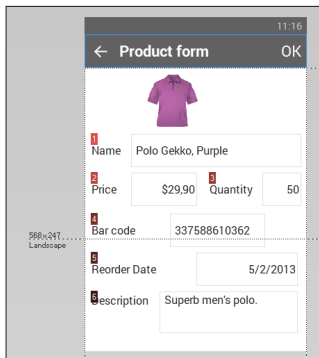 11:16
← Product form OK
1
Name Polo Gekko, Purple
2 3
Price $29,90 Quantity 50
4
Bar code 337588610362
568x247
Landscape
5
Reorder Date 5/2/2013
6
Description Superb men's polo.